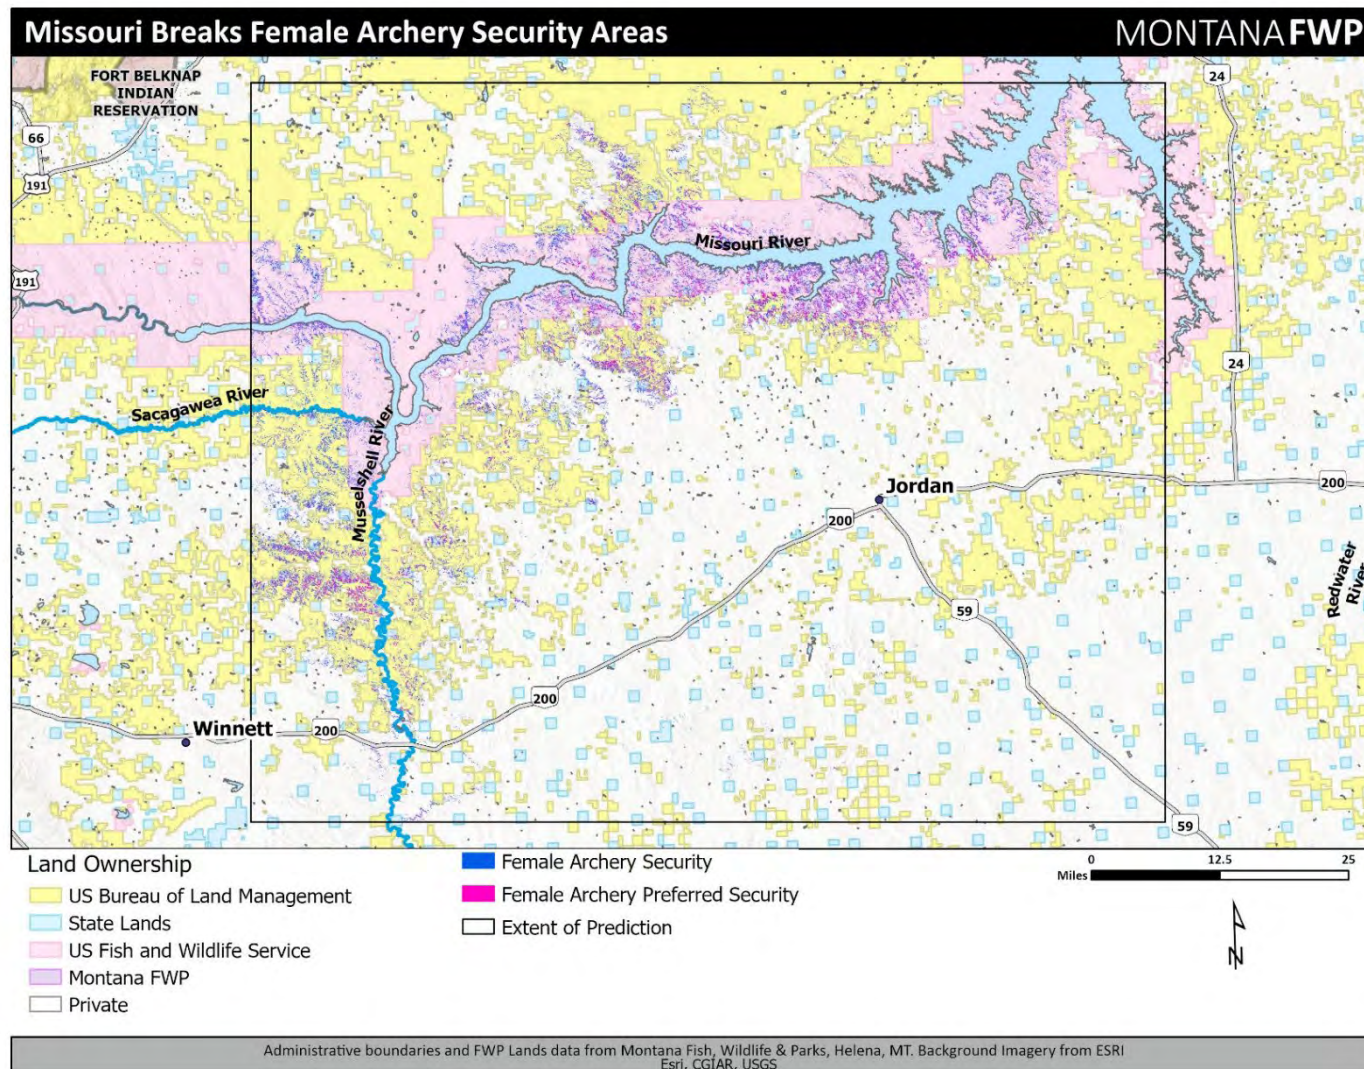 Missouri Breaks Female Archery Security Areas
MONTANA FWP
FORT BELKNAP
INDIAN
RESERVATION
66
191
24
Missouri River
191
24
Sacagawea River
Musselshell River
Jordan
200
200
59
Redwater
River
200
Winnett
200
59
Land Ownership
US Bureau of Land Management
State Lands
US Fish and Wildlife Service
Montana FWP
Private
Female Archery Security
Female Archery Preferred Security
Extent of Prediction
0 12.5 25
Miles
N
Administrative boundaries and FWP Lands data from Montana Fish, Wildlife & Parks, Helena, MT. Background Imagery from ESRI
Esri, CGIAR, USGS